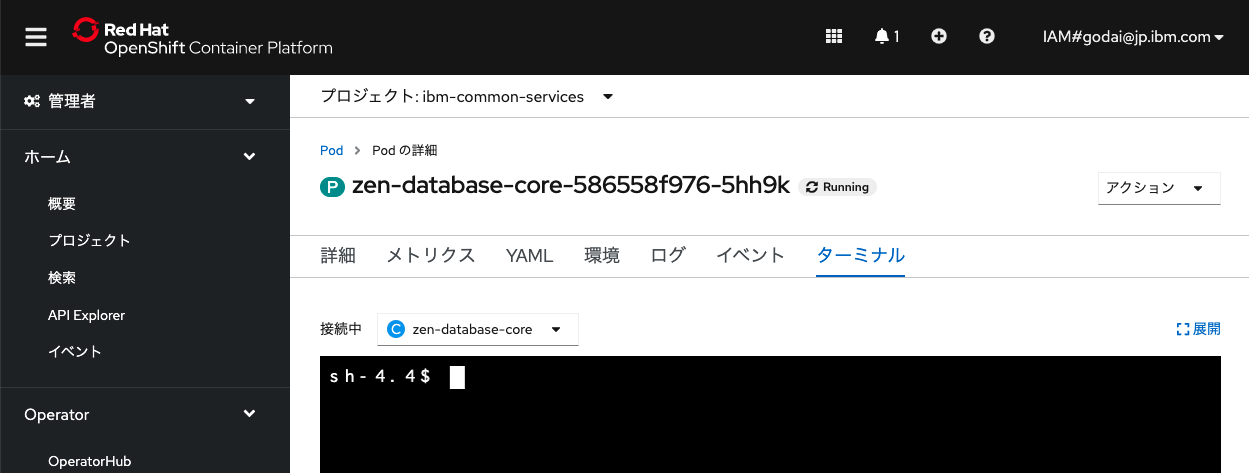 Red Hat
OpenShift Container Platform
1
IAM#godai@jp.ibm.com
管理者
ホーム
概要
プロジェクト
検索
API Explorer
イベント
Operator
OperatorHub
プロジェクト: ibm-common-services
Pod > Pod の詳細
P zen-database-core-586558f976-5hh9k Running
アクション
詳細 メトリクス YAML 環境 ログ イベント ターミナル
接続中 C zen-database-core
展開
sh-4.4$